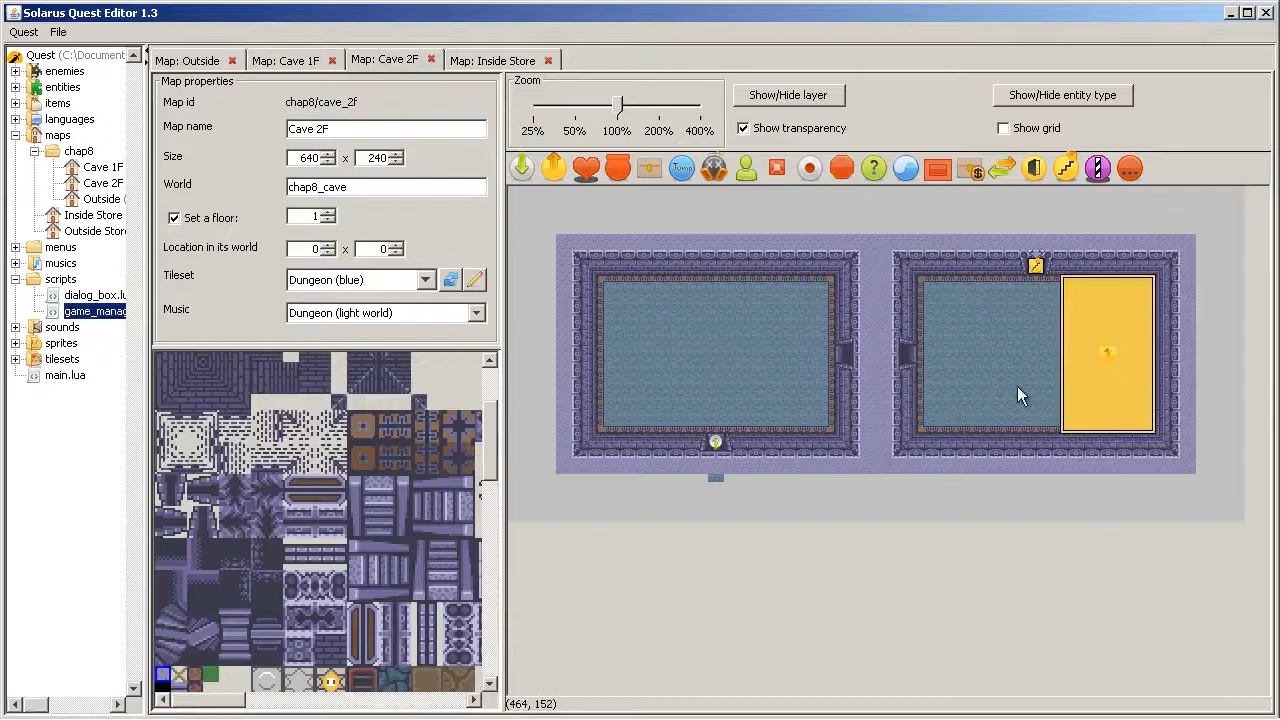 Solarus Quest Editor 1.3
Quest File
Quest (C:\Document
enemies
entities
items
languages
maps
chap8
Cave 1F
Cave 2F
Outside (
Inside Store
Outside Stor
menus
musics
scripts
dialog_box.lu
game_manag
sounds
sprites
tilesets
main.lua
Map: Outside
Map: Cave 1F
Map: Cave 2F
Map: Inside Store
Map properties
Map id chap8/cave_2f
Map name Cave 2F
Size 640 x 240
World chap8_cave
Set a floor: 1
Location in its world 0 x 0
Tileset Dungeon (blue)
Music Dungeon (light world)
Zoom
25% 50% 100% 200% 400%
Show/Hide layer
Show/Hide entity type
Show transparency
Show grid
Jump
?
$
(464, 152)